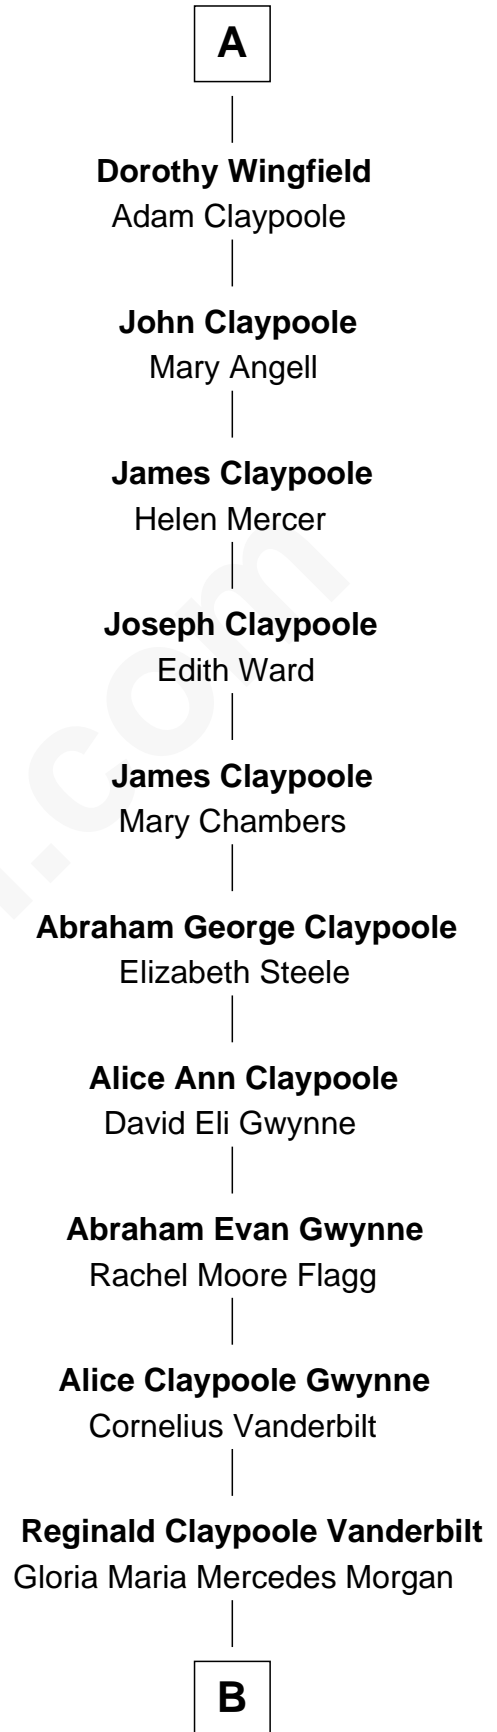 A
Dorothy Wingfield
Adam Claypoole
John Claypoole
Mary Angell
James Claypoole
Helen Mercer
Joseph Claypoole
Edith Ward
James Claypoole
Mary Chambers
Abraham George Claypoole
Elizabeth Steele
Alice Ann Claypoole
David Eli Gwynne
Abraham Evan Gwynne
Rachel Moore Flagg
Alice Claypoole Gwynne
Cornelius Vanderbilt
Reginald Claypoole Vanderbilt
Gloria Maria Mercedes Morgan
B